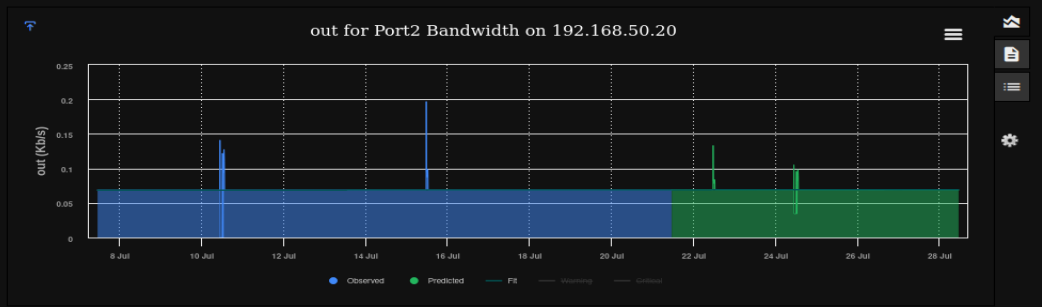 out for Port2 Bandwidth on 192.168.50.20
0.25
0.2
0.15
0.1
0.05
0
out (Kb/s)
8 Jul 10 Jul 12 Jul 14 Jul 16 Jul 18 Jul 20 Jul 22 Jul 24 Jul 26 Jul 28 Jul
Observed Predicted Fit Warning Critical